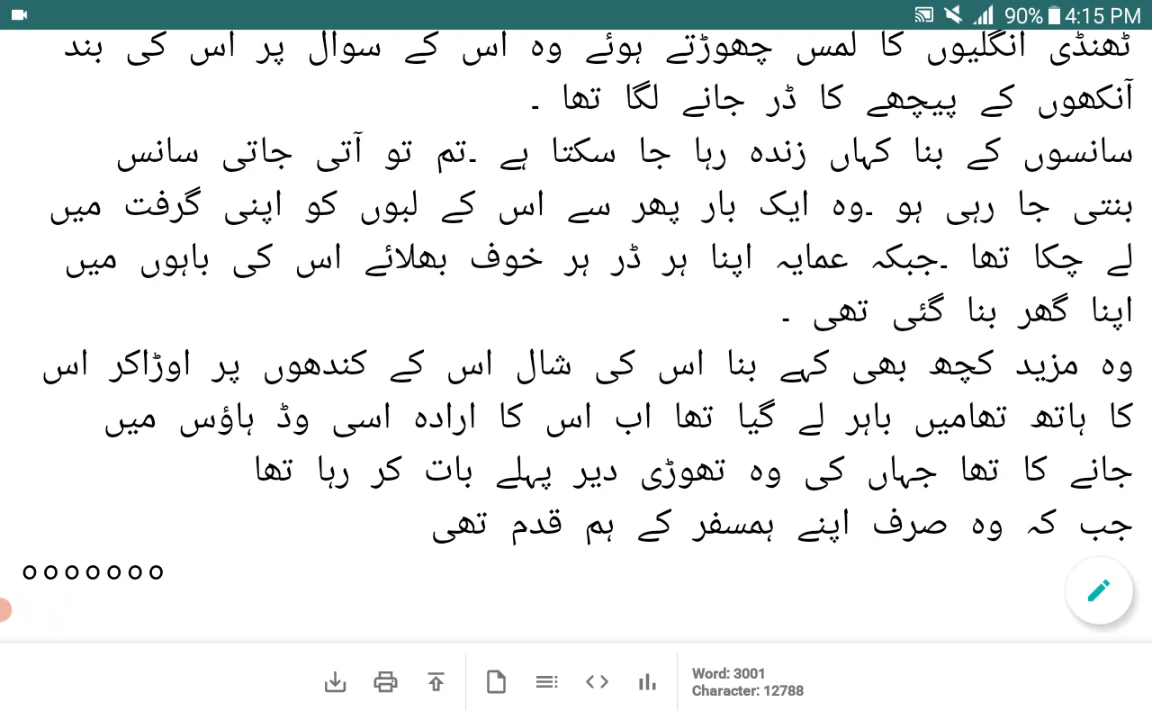 90% 4:15 PM
ٹھنڈی انگلیوں کا لمس چھوڑتے ہوئے وہ اس کے سوال پر اس کی بند
آنکھوں کے پیچھے کا ڈر جانے لگا تھا ۔
سانسوں کے بنا کہاں زندہ رہا جا سکتا ہے ۔تم تو آتی جاتی سانس
بنتی جا رہی ہو ۔وہ ایک بار پھر سے اس کے لبوں کو اپنی گرفت میں
لے چکا تھا ۔جبکہ عمایہ اپنا ہر ڈر ہر خوف بھلائے اس کی باہوں میں
اپنا گھر بنا گئی تھی ۔
وہ مزید کچھ بھی کہے بنا اس کی شال اس کے کندھوں پر اوڑاکر اس
کا ہاتھ تھامیں باہر لے گیا تھا اب اس کا ارادہ اسی وڈ ہاؤس میں
جانے کا تھا جہاں کی وہ تھوڑی دیر پہلے بات کر رہا تھا
جب کہ وہ صرف اپنے ہمسفر کے ہم قدم تھی
ooooooo
Word: 3001
Character: 12788